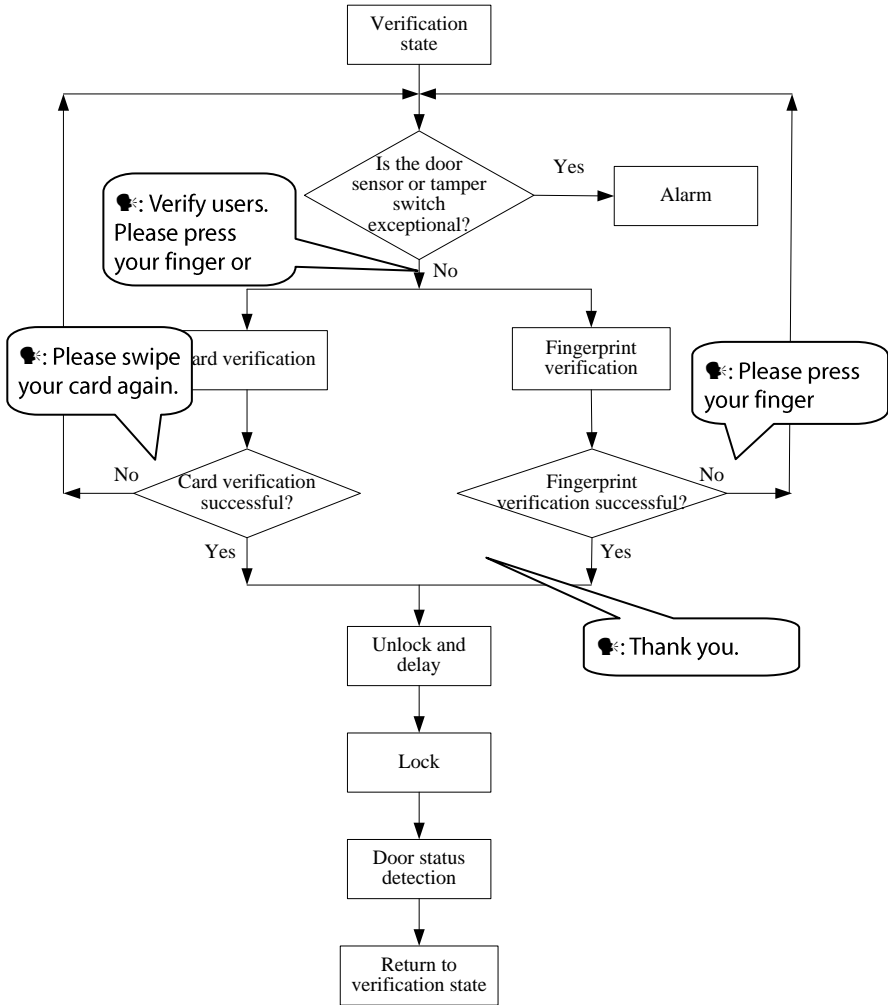 Verification
state
Is the door
sensor or tamper
switch
exceptional?
Yes
Alarm
🗣: Verify users.
Please press
your finger or
No
🗣: Please swipe
your card again.
ard verification
Fingerprint
verification
🗣: Please press
your finger
No
Card verification
successful?
Fingerprint
verification successful?
No
Yes
Yes
🗣: Thank you.
Unlock and
delay
Lock
Door status
detection
Return to
verification state